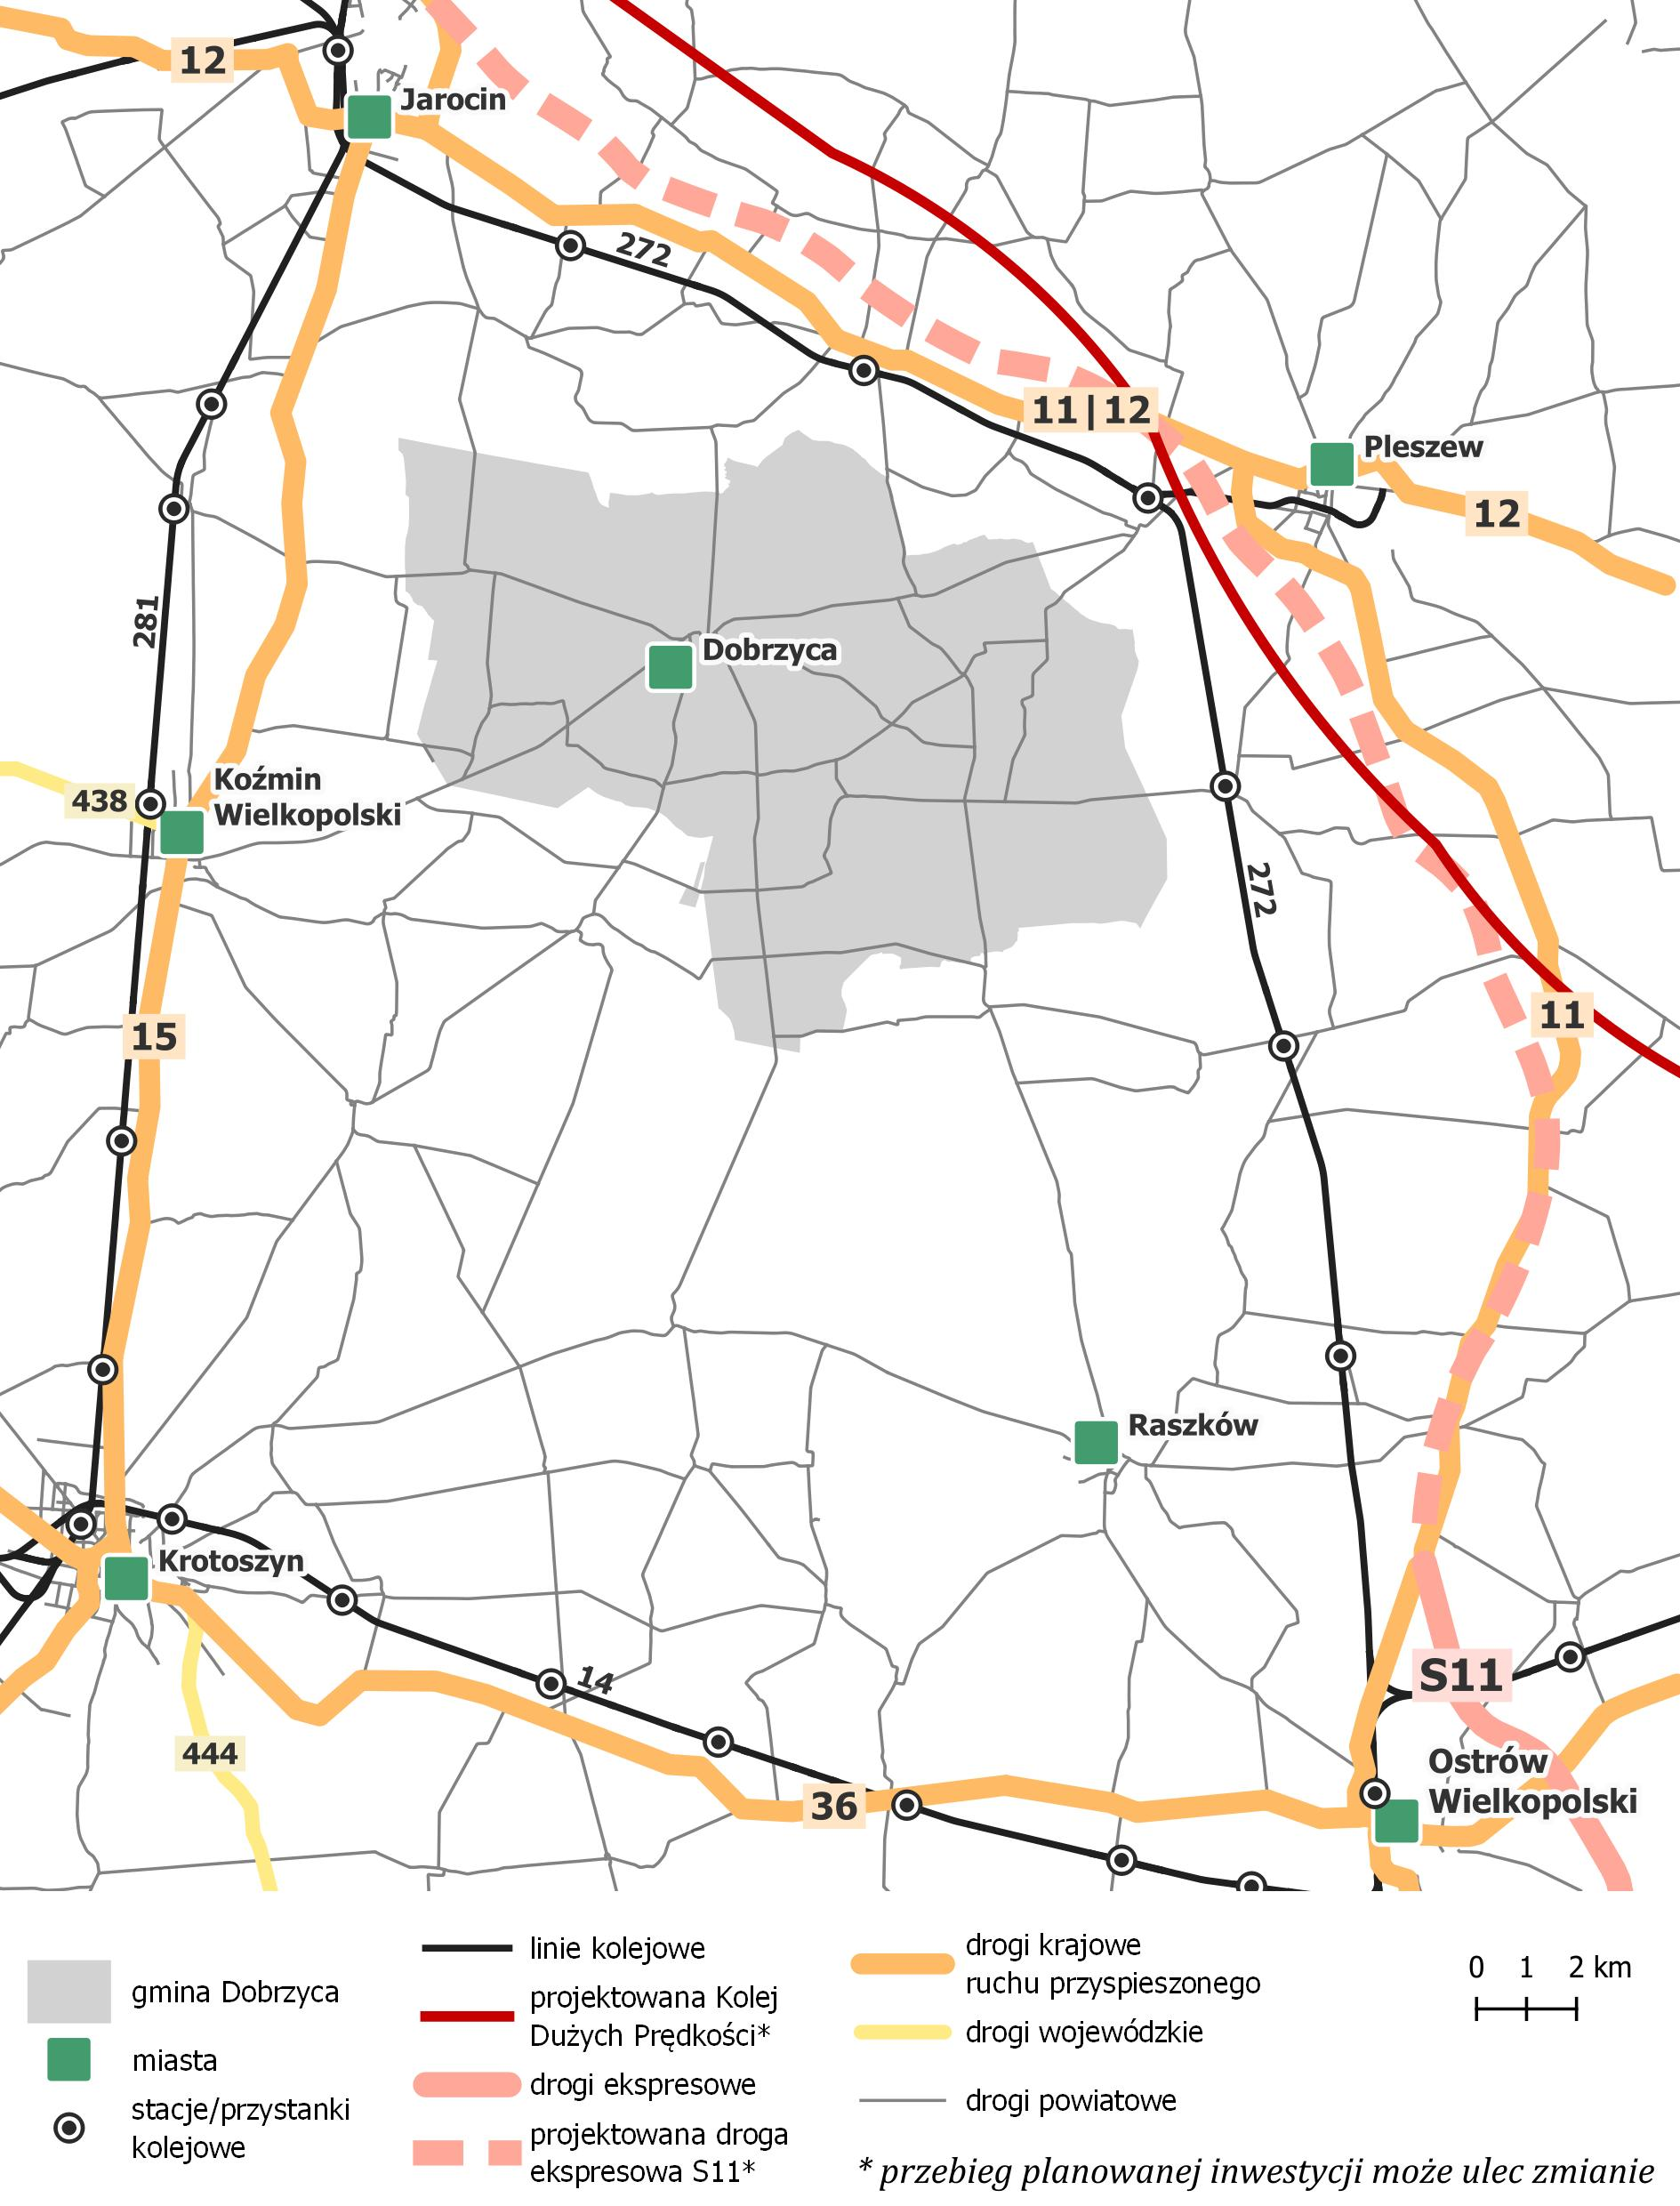 12
Jarocin
272
11|12
Pleszew
12
281
Dobrzyca
438
Koźmin
Wielkopolski
272
15
11
Raszków
Krotoszyn
14
S11
444
36
Ostrów
Wielkopolski
gmina Dobrzyca
miasta
stacje/przystanki
kolejowe
linie kolejowe
projektowana Kolej
Dużych Prędkości*
drogi ekspresowe
projektowana droga
ekspresowa S11*
drogi krajowe
ruchu przyspieszonego
drogi wojewódzkie
drogi powiatowe
0 1 2 km
* przebieg planowanej inwestycji może ulec zmianie